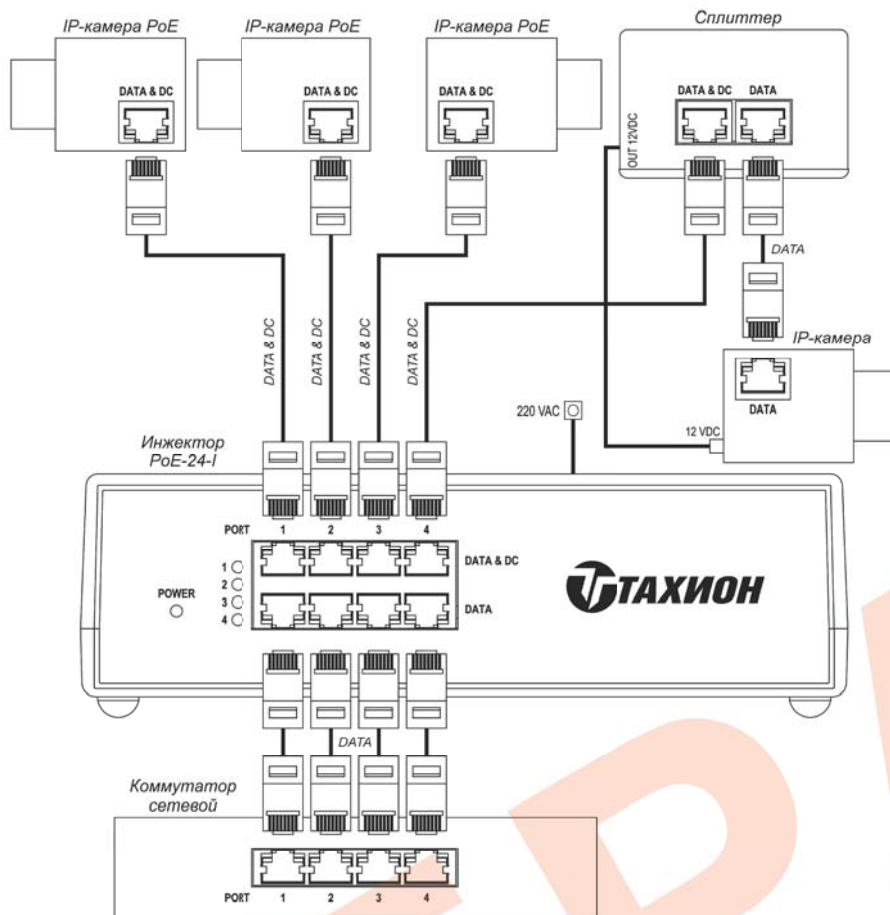 IP-камера PoE
IP-камера PoE
IP-камера PoE
Сплиттер
DATA & DC
DATA & DC
DATA & DC
DATA & DC
DATA
OUT 12VDC
DATA
DATA & DC
DATA & DC
DATA & DC
DATA & DC
IP-камера
DATA
12 VDC
220 VAC
Инжектор
PoE-24-I
PORT 1 2 3 4
DATA & DC
1
2
3
4
POWER
DATA
ТАХИОН
DATA
Коммутатор
сетевой
PORT 1 2 3 4